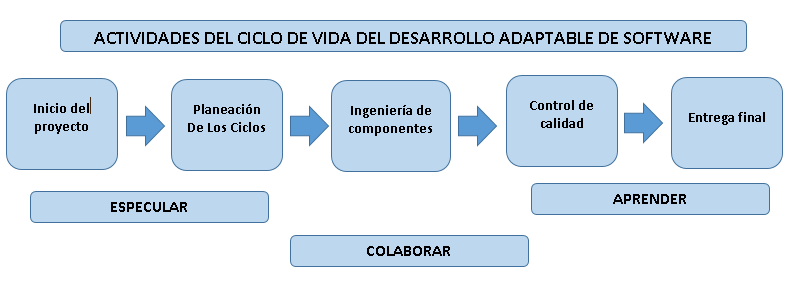 ACTIVIDADES DEL CICLO DE VIDA DEL DESARROLLO ADAPTABLE DE SOFTWARE
Inicio del
proyecto
Planeación
De Los Ciclos
Ingeniería de
componentes
Control de
calidad
Entrega final
ESPECULAR
APRENDER
COLABORAR